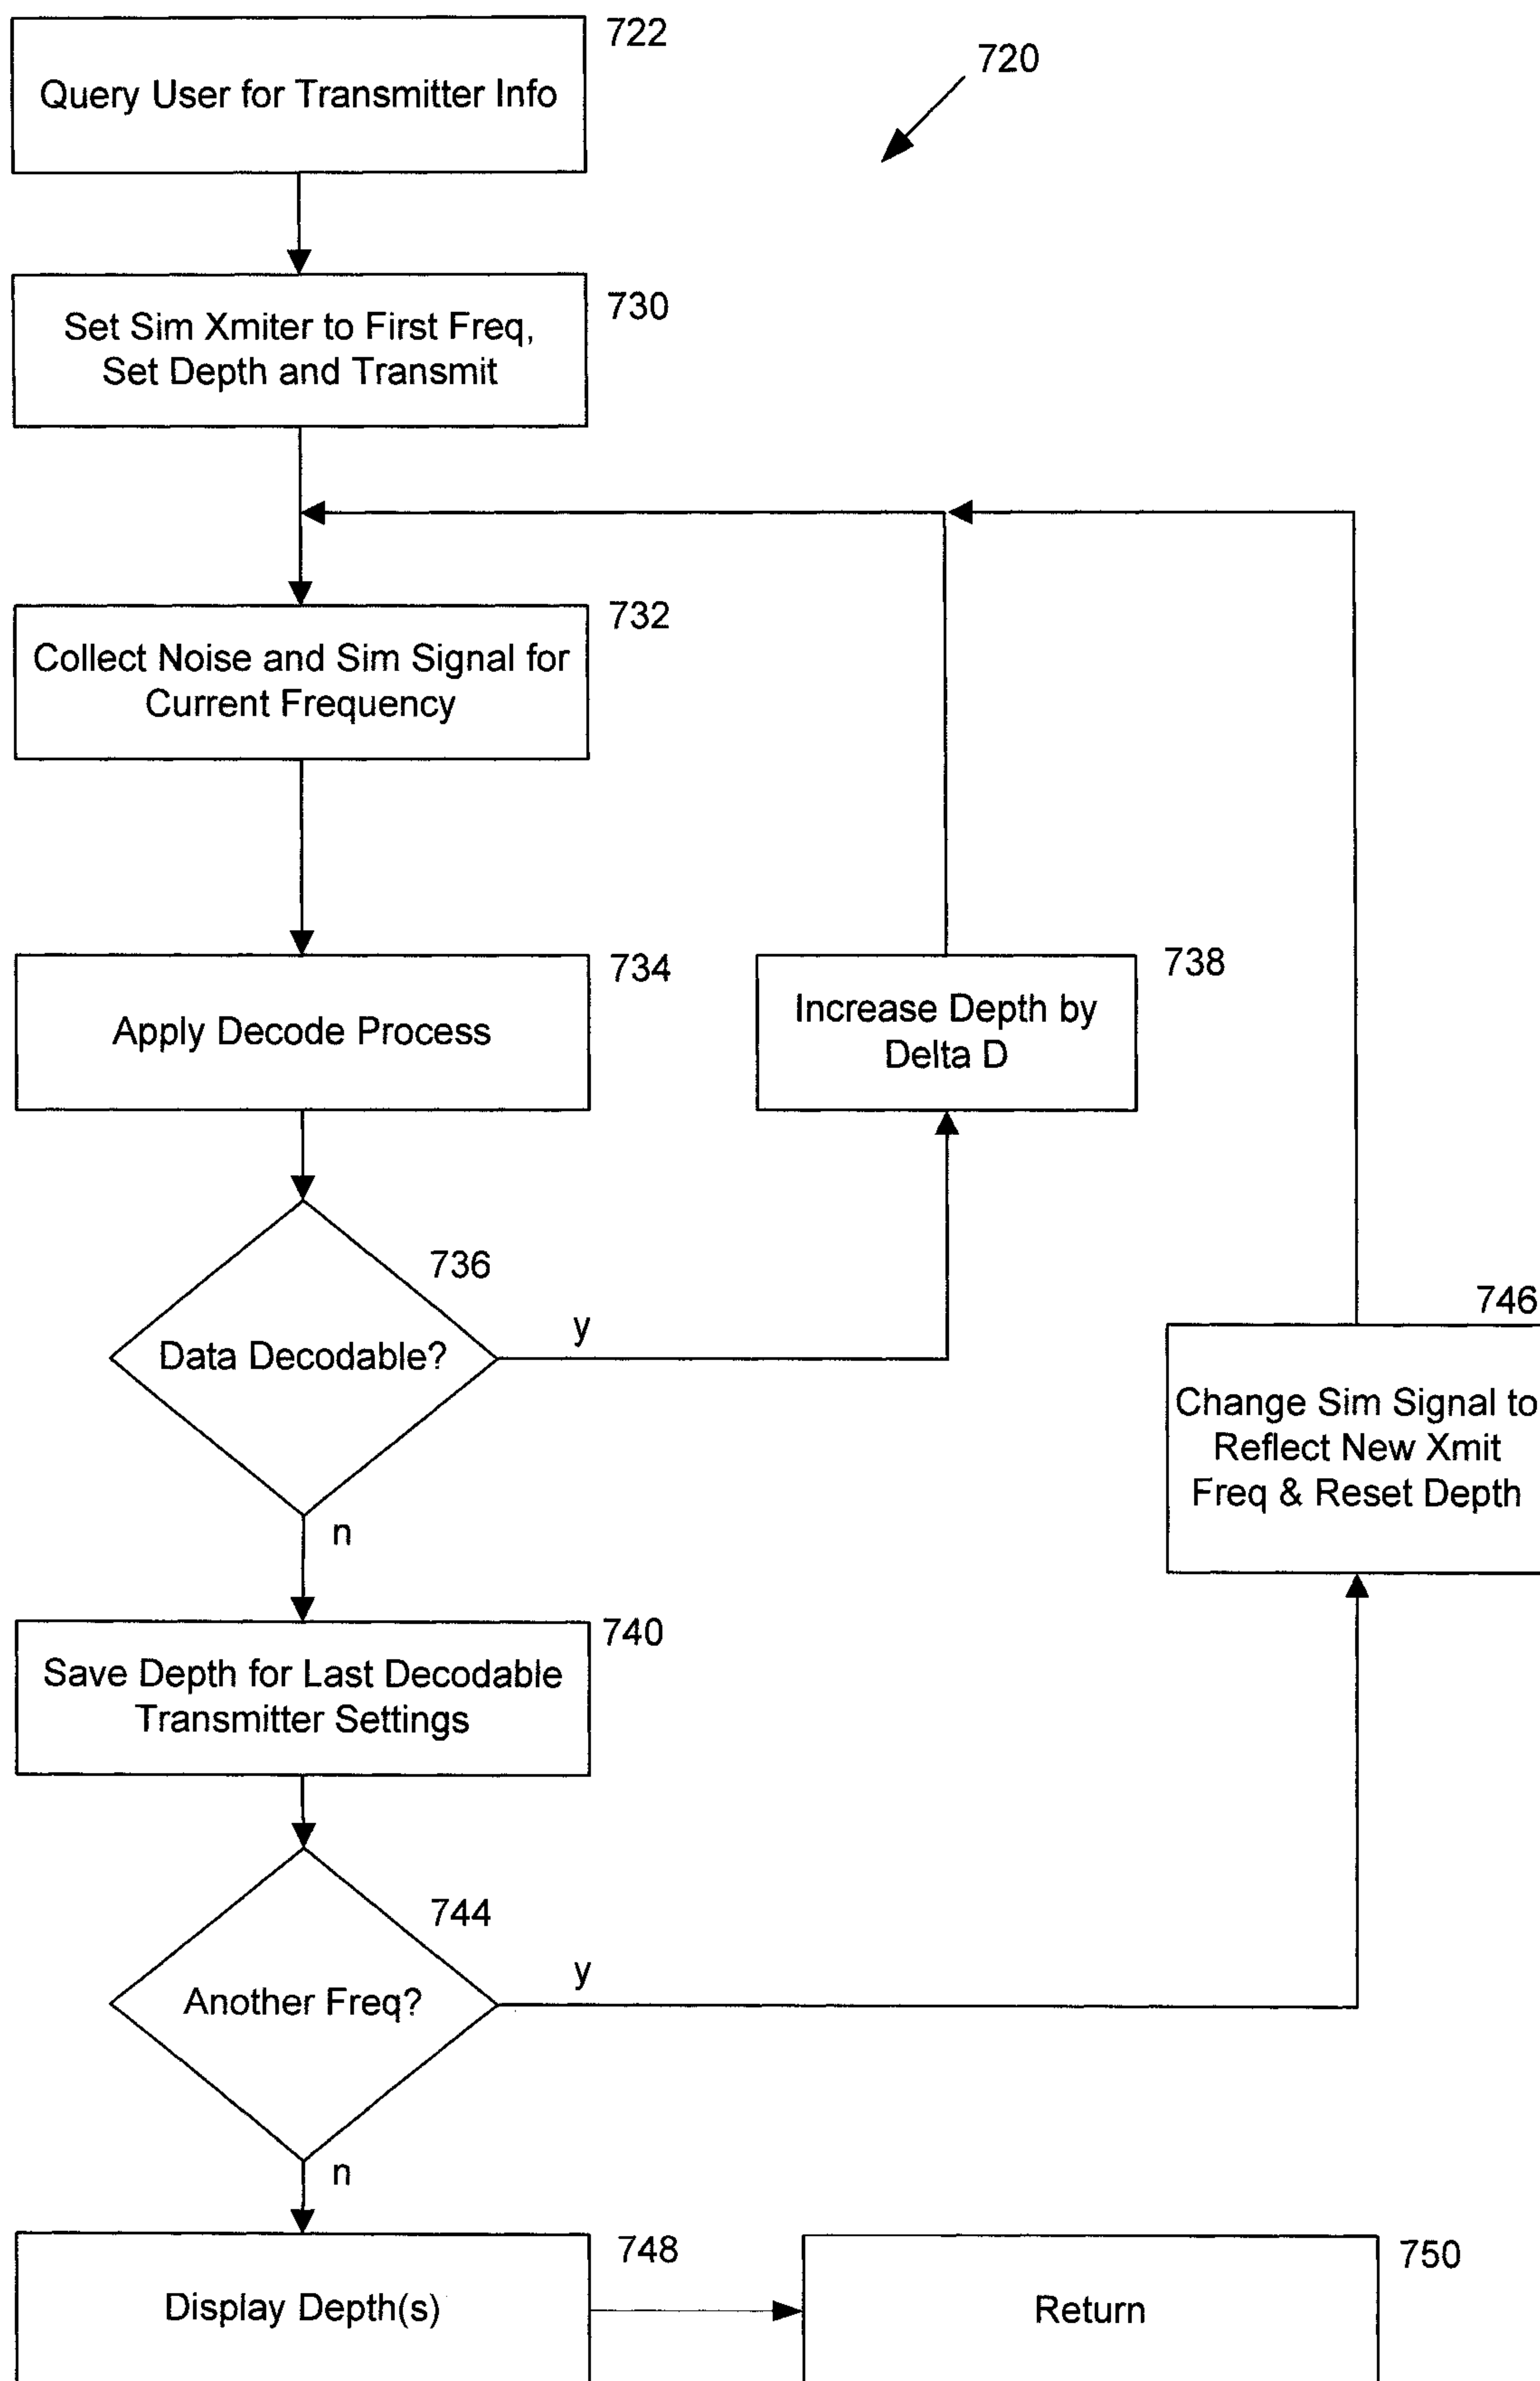 722
Query User for Transmitter Info
720
730
Set Sim Xmiter to First Freq,
Set Depth and Transmit
732
Collect Noise and Sim Signal for
Current Frequency
734
Apply Decode Process
738
Increase Depth by
Delta D
736
Data Decodable?
y
n
746
Change Sim Signal to
Reflect New Xmit
Freq & Reset Depth
740
Save Depth for Last Decodable
Transmitter Settings
744
Another Freq?
y
n
748
Display Depth(s)
750
Return